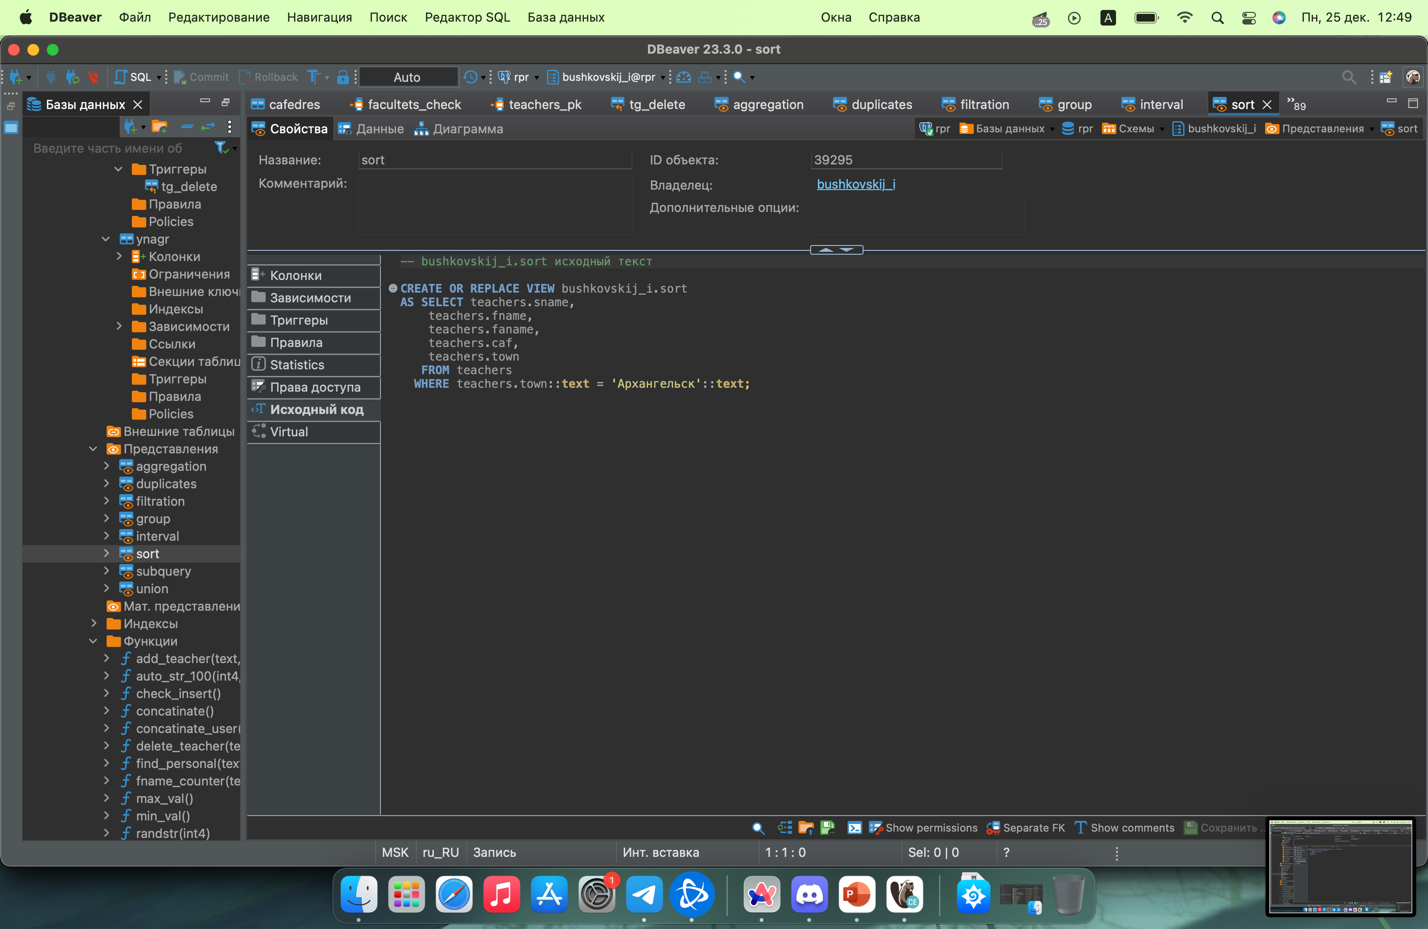 DBeaver Файл Редактирование Навигация Поиск Редактор SQL База данных Окна Справка .25 A Пн, 25 дек. 12:49
DBeaver 23.3.0 - sort
SQL Commit Rollback T Auto rpr bushkovskij_i@rpr
Базы данных cafedres facultets_check teachers_pk tg_delete aggregation duplicates filtration group interval sort »89
Свойства Данные Диаграмма rpr Базы данных rpr Схемы bushkovskij_i Представления sort
Введите часть имени об
Название: sort ID объекта: 39295
Комментарий: Владелец: bushkovskij_i
Дополнительные опции:
Триггеры
tg_delete
Правила
Policies
ynagr
Колонки
Ограничения
Внешние ключи
Индексы
Зависимости
Ссылки
Секции таблиц
Триггеры
Правила
Policies
Внешние таблицы
Представления
aggregation
duplicates
filtration
group
interval
sort
subquery
union
Мат. представлени
Индексы
Функции
add_teacher(text,
auto_str_100(int4,
check_insert()
concatinate()
concatinate_user(
delete_teacher(te
find_personal(tex
fname_counter(te
max_val()
min_val()
randstr(int4)
Колонки
Зависимости
Триггеры
Правила
Statistics
Права доступа
Исходный код
Virtual
-- bushkovskij_i.sort исходный текст
CREATE OR REPLACE VIEW bushkovskij_i.sort
AS SELECT teachers.sname,
teachers.fname,
teachers.faname,
teachers.caf,
teachers.town
FROM teachers
WHERE teachers.town::text = 'Архангельск'::text;
Show permissions Separate FK Show comments Сохранить ...
MSK ru_RU Запись Инт. вставка 1 : 1 : 0 Sel: 0 | 0 ?
1
P
W
CE